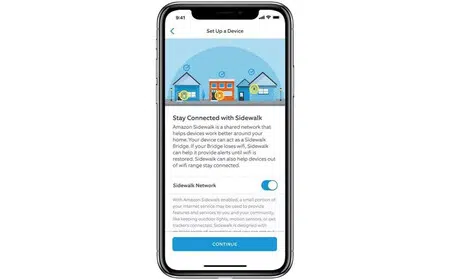 9:41
Set Up a Device
Stay Connected with Sidewalk
Amazon Sidewalk is a shared network that
helps devices work better around your
home. Your device can act as a Sidewalk
Bridge. If your Bridge loses wifi, Sidewalk
can help it provide alerts until wifi is
restored. Sidewalk can also help devices out
of wifi range stay connected.
Sidewalk Network
With Amazon Sidewalk enabled, a small portion of
your internet service may be used to provide
features and services to you and your community,
like keeping outdoor lights, motion sensors, or
trackers connected. Sidewalk is designed with
CONTINUE